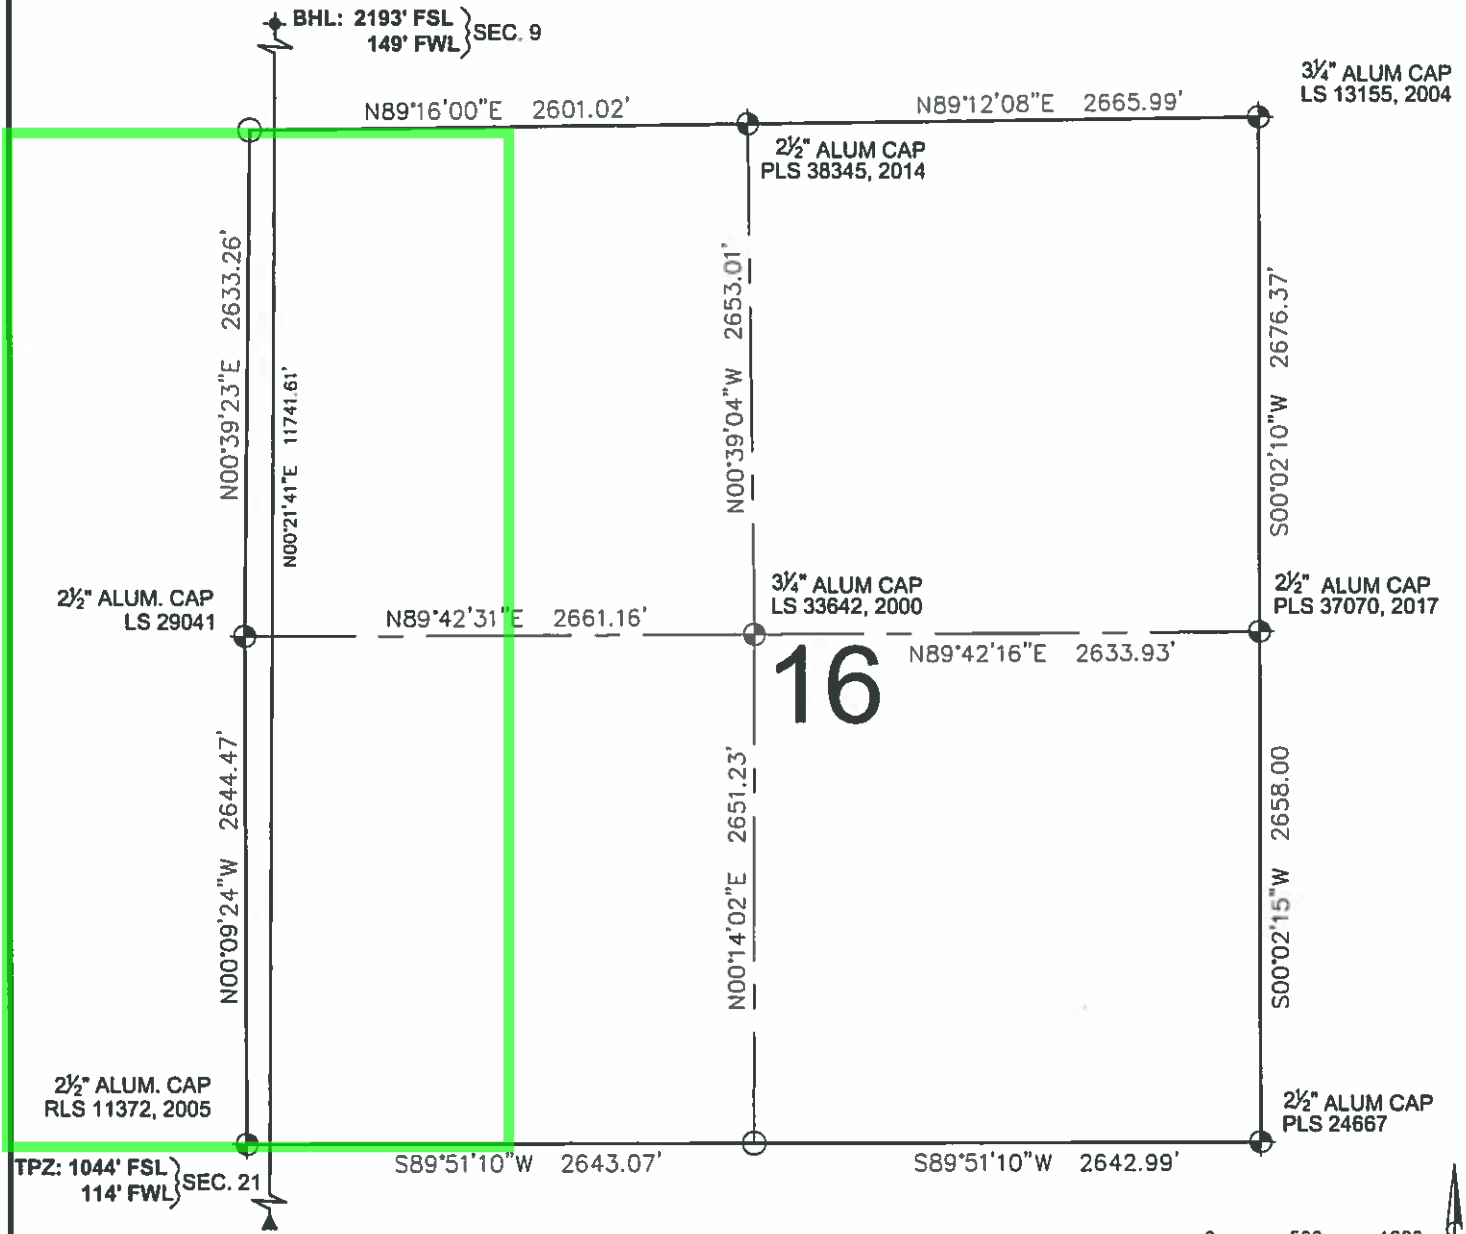 BHL: 2193' FSL
149' FWL
SEC. 9
3¼" ALUM CAP
LS 13155, 2004
N89°16'00"E 2601.02'
N89°12'08"E 2665.99'
2½" ALUM CAP
PLS 38345, 2014
N00°39'23"E 2633.26'
N00°21'41"E 11741.61'
N00°39'04"W 2653.01'
S00°02'10"W 2676.37'
2½" ALUM. CAP
LS 29041
N89°42'31"E 2661.16'
3¼" ALUM CAP
LS 33642, 2000
2½" ALUM CAP
PLS 37070, 2017
16
N89°42'16"E 2633.93'
N00°09'24"W 2644.47'
N00°14'02"E 2651.23'
S00°02'15"W 2658.00
2½" ALUM. CAP
RLS 11372, 2005
2½" ALUM CAP
PLS 24667
TPZ: 1044' FSL
114' FWL
SEC. 21
S89°51'10"W 2643.07'
S89°51'10"W 2642.99'